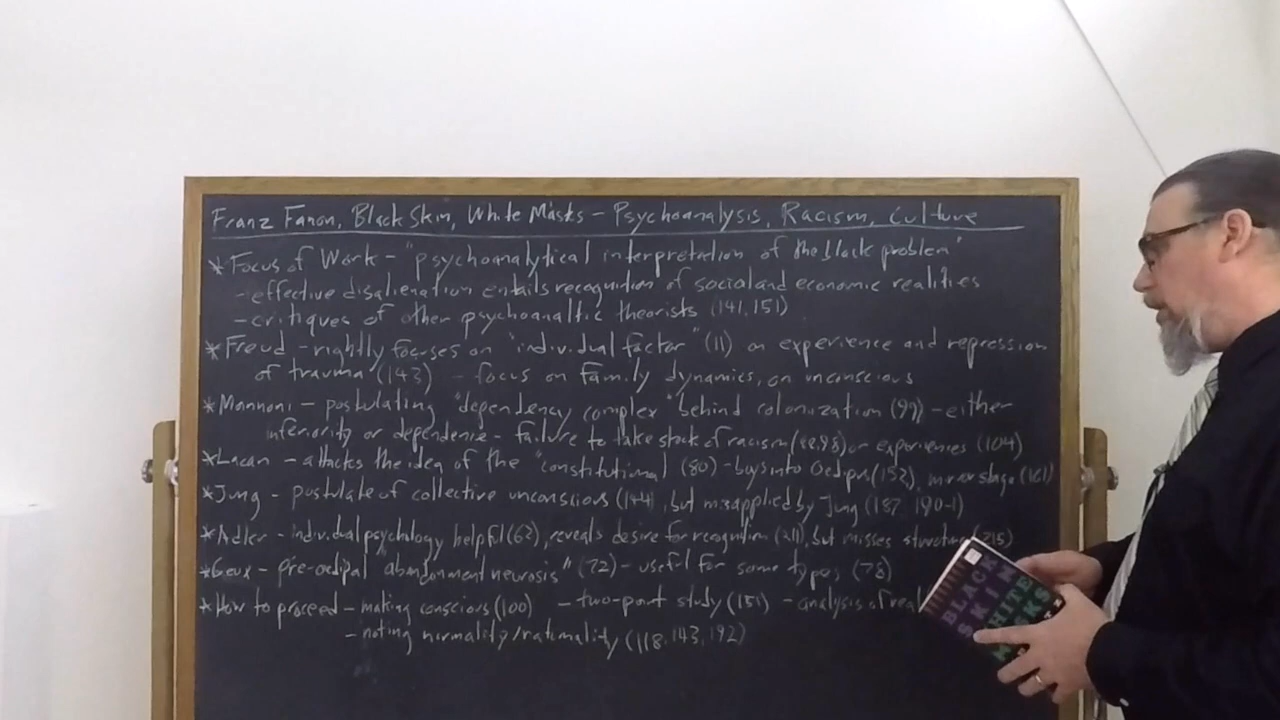 Franz Fanon, Black Skin, White Masks - Psychoanalysis, Racism, Culture
* Focus of Work - "psychoanalytical interpretation of the black problem"
- effective disalienation entails recognition of social and economic realities
- critiques of other psychoanaltic theorists (141, 151)
* Freud - rightly focuses on "individual factor" (11) on experience and repression
of trauma (143) - focus on family dynamics, on unconscious
* Mannoni - postulating "dependency complex" behind colonization (99) - either
inferiority or dependence - failure to take stock of racism or experiences (104)
* Lacan - attacks the idea of the "constitutional (80) - buys into Oedipus (152), mirror stage (161)
* Jung - postulate of collective unconscious (144), but misapplied by Jung (187, 190-1)
* Adler - individual psychology helpful (62), reveals desire for recognition but misses structure (215)
* Geux - pre-oedipal "abandonment neurosis" (72) - useful for some types (78)
* How to proceed - making conscious (100) - two-point study (151) - analysis of
- noting normality/rationality (118, 143, 192)
BLACK
SKIN
WHITE
MASKS